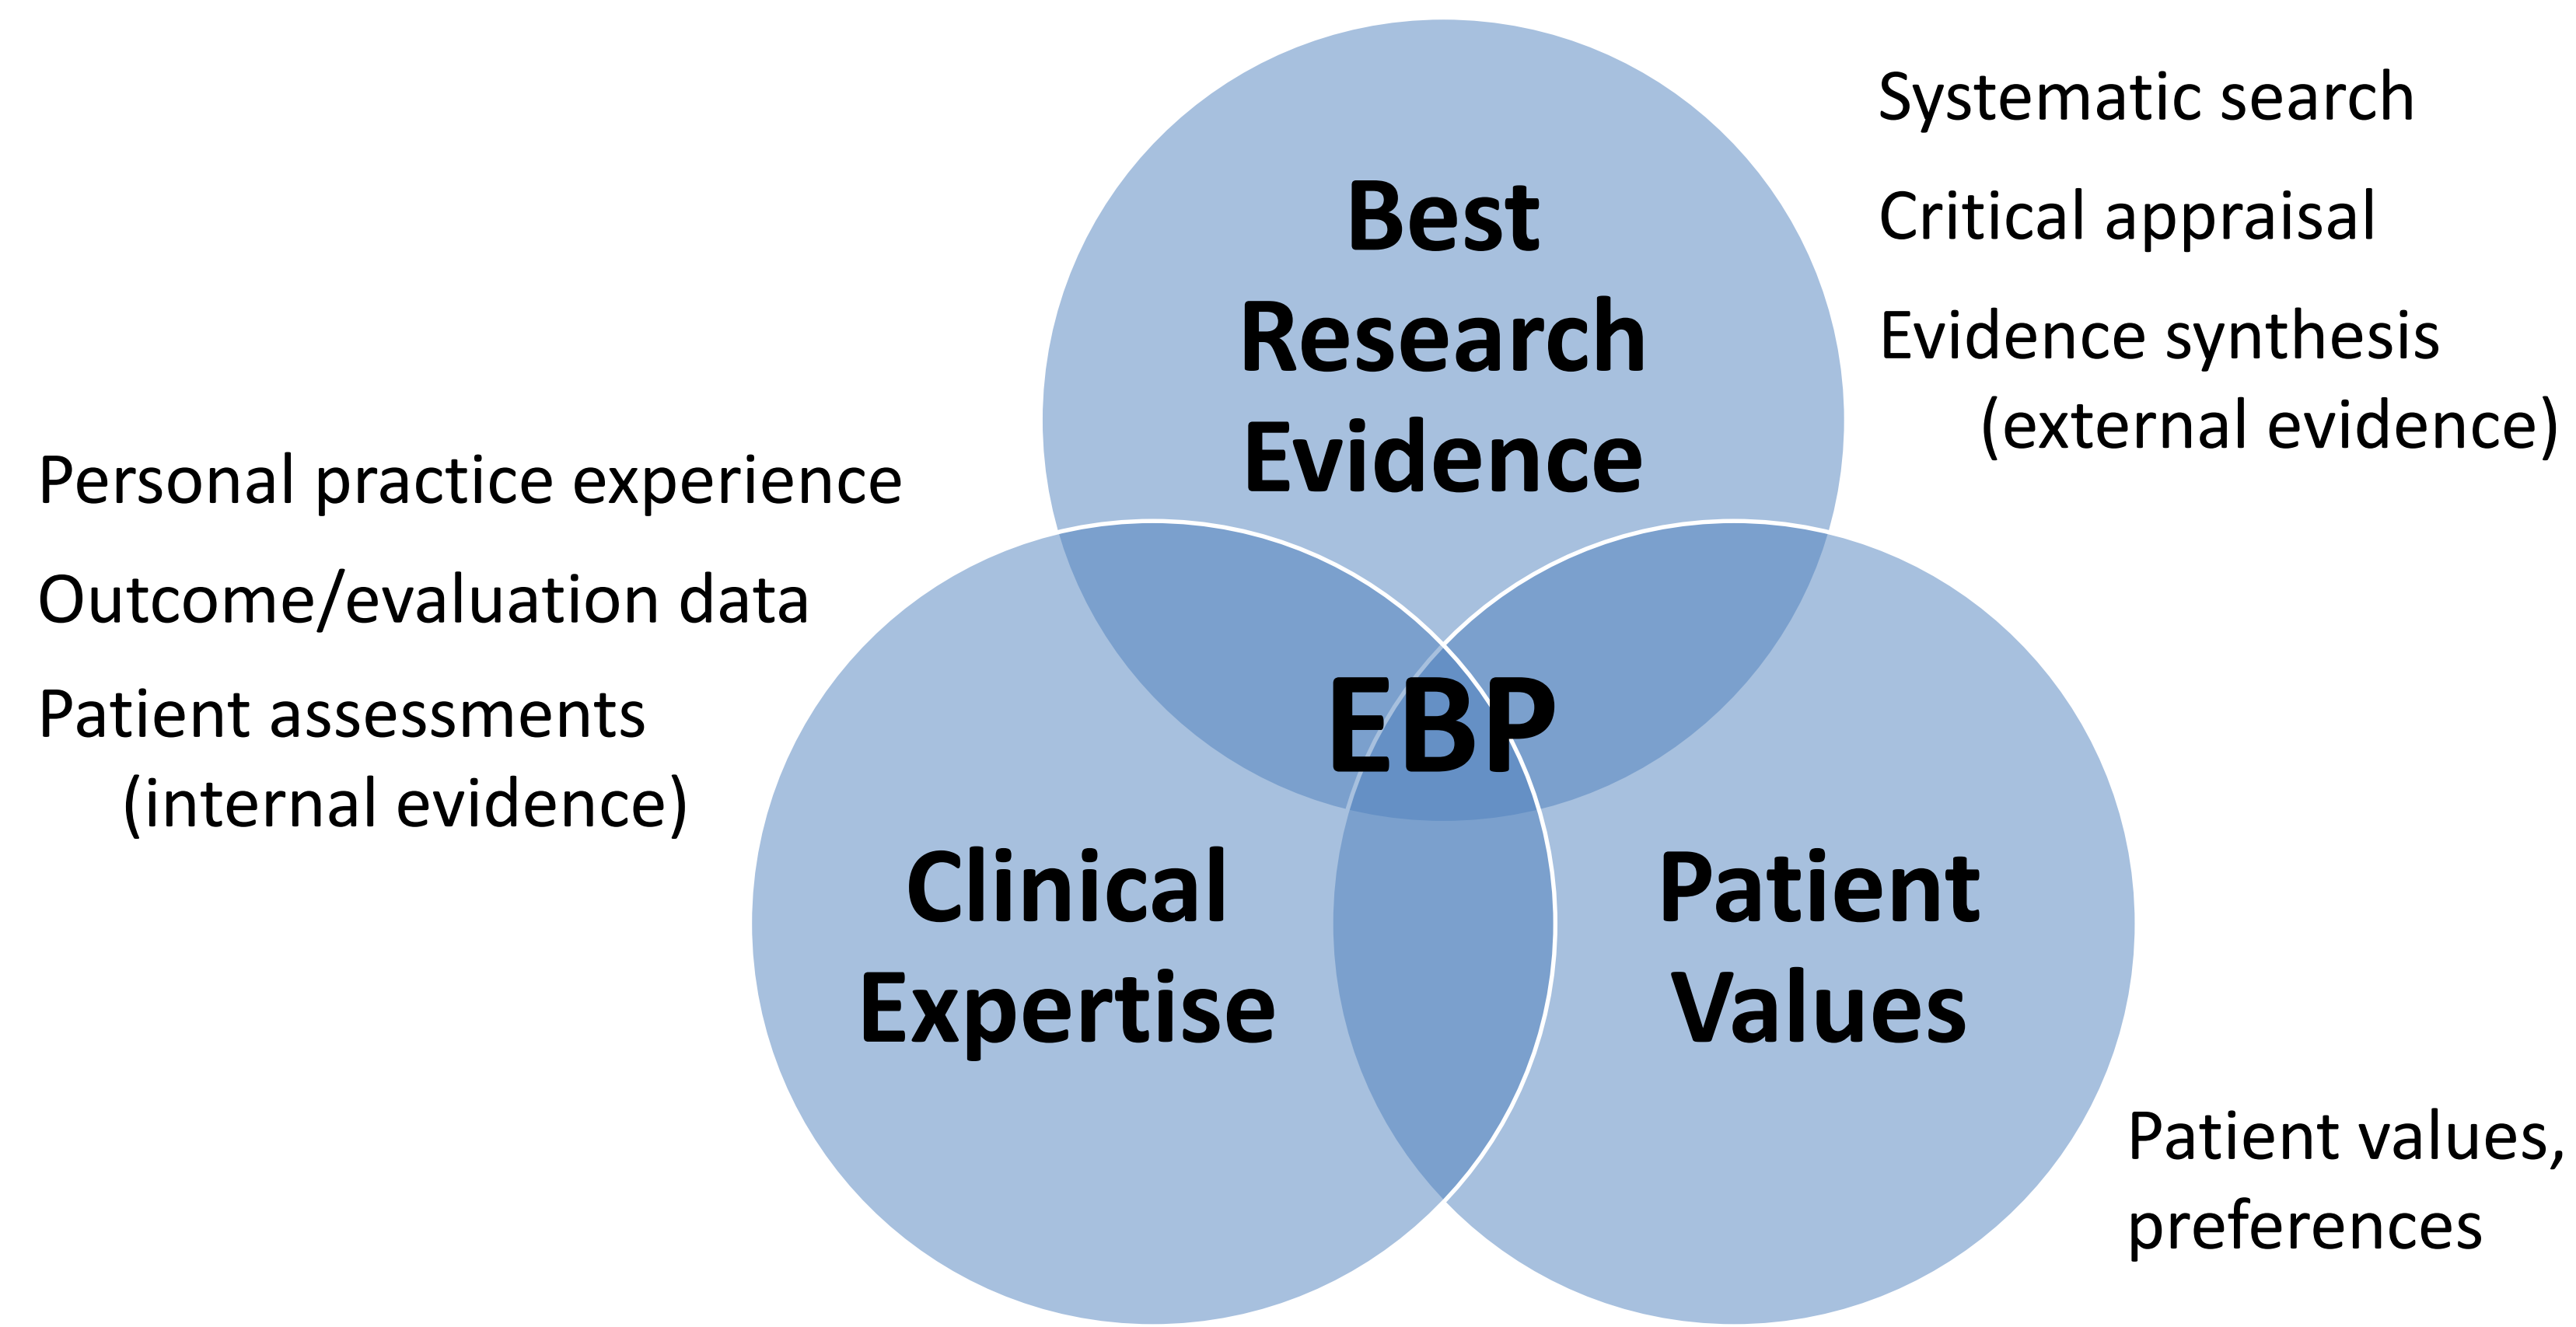 Best
Research
Evidence
Systematic search
Critical appraisal
Evidence synthesis
(external evidence)
Personal practice experience
Outcome/evaluation data
Patient assessments
(internal evidence)
EBP
Clinical
Expertise
Patient
Values
Patient values,
preferences